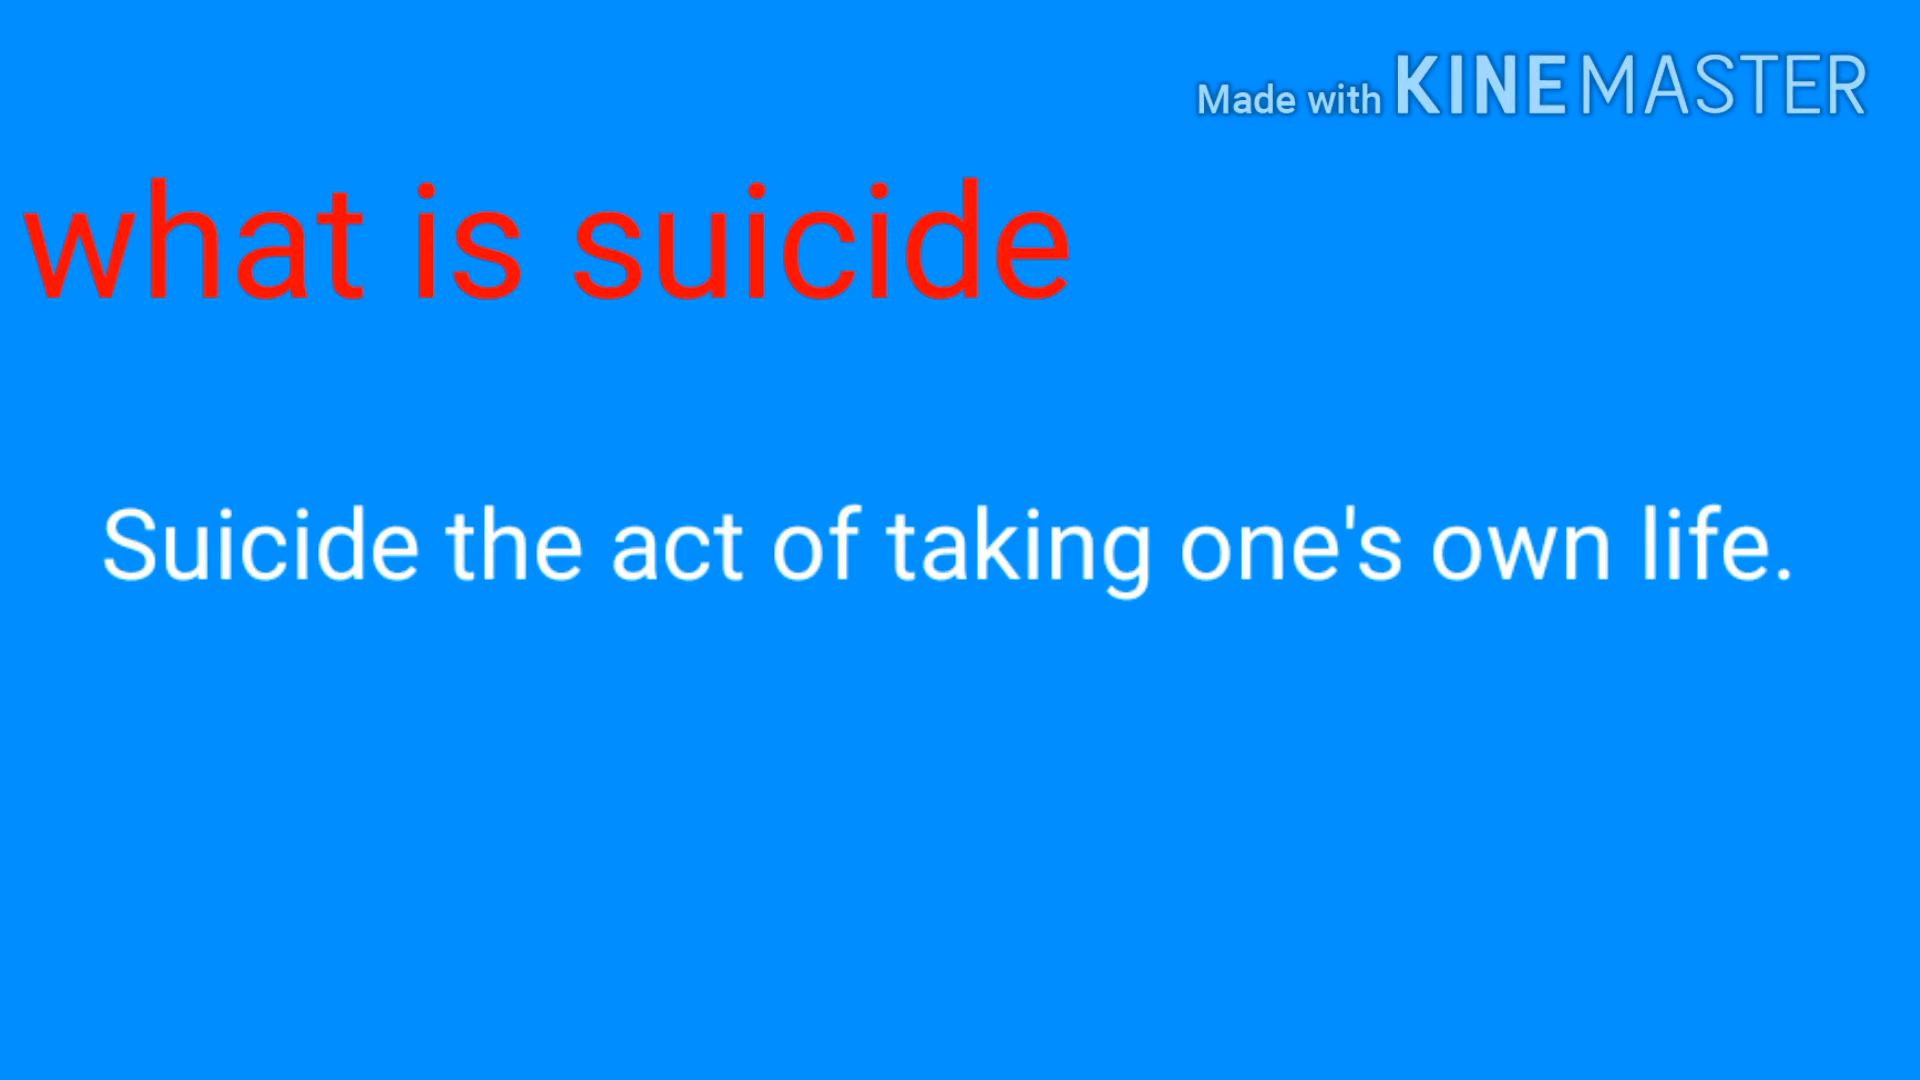 Made with KINEMASTER
what is suicide
Suicide the act of taking one's own life.